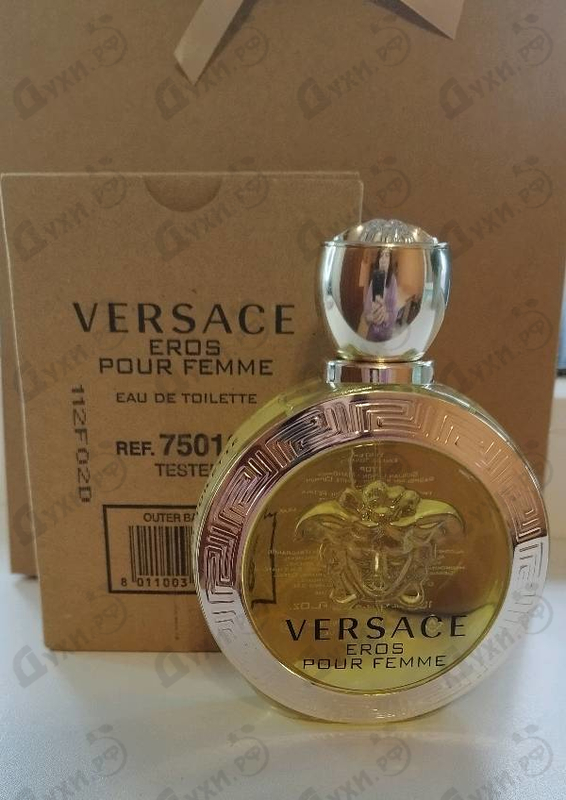 VERSACE
EROS
POUR FEMME
EAU DE TOILETTE
REF. 7501
TESTE
112F02D
OUTER BA
8 011003
VERSACE
EROS
POUR FEMME
Духи.рф